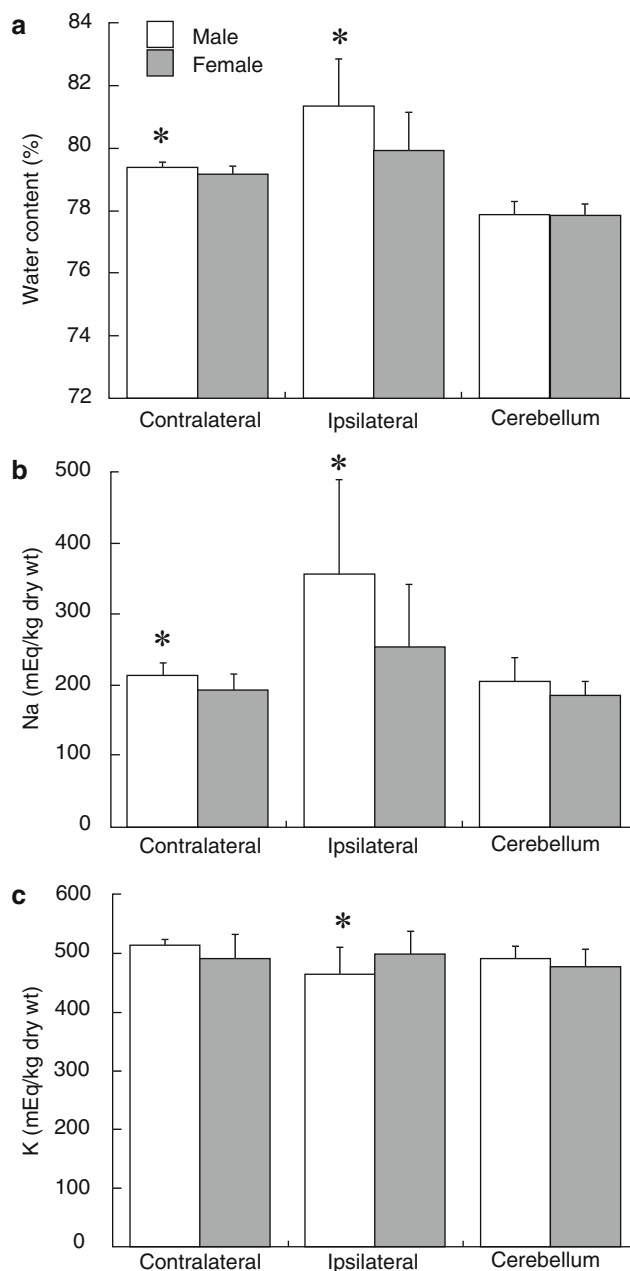 a
84
82
80
78
76
74
72
Water content (%)
Male
Female
*
*
Contralateral Ipsilateral Cerebellum
b
500
400
300
200
100
0
Na (mEq/kg dry wt)
*
*
Contralateral Ipsilateral Cerebellum
c
600
500
400
300
200
100
0
K (mEq/kg dry wt)
*
Contralateral Ipsilateral Cerebellum